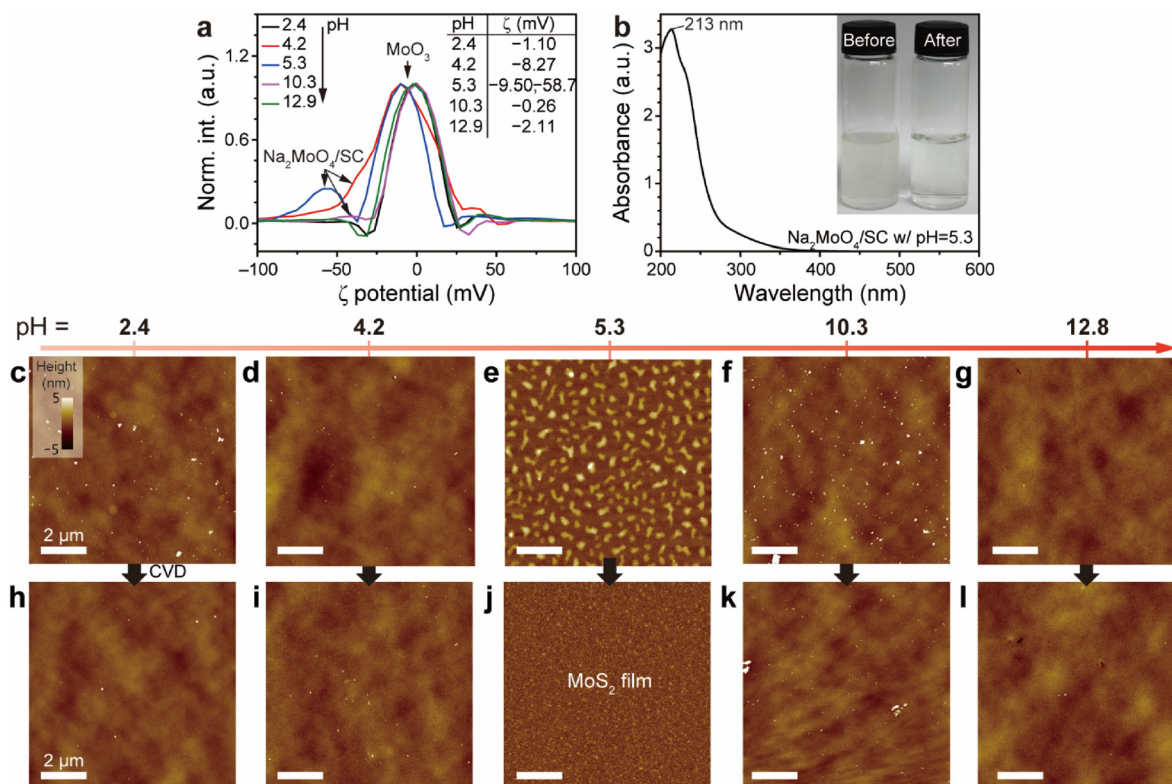 a
2.4
4.2
5.3
10.3
12.9
pH
MoO3
Na2MoO4/SC
pH ζ (mV)
2.4 −1.10
4.2 −8.27
5.3 −9.50,−58.7
10.3 −0.26
12.9 −2.11
Norm. int. (a.u.)
1.2
0.6
0.0
−100 −50 0 50 100
ζ potential (mV)
b
213 nm
Before After
Na2MoO4/SC w/ pH=5.3
Absorbance (a.u.)
3
2
1
0
200 300 400 500 600
Wavelength (nm)
pH = 2.4 4.2 5.3 10.3 12.8
c d e f g
Height
(nm)
5
−5
2 μm
CVD
h i j k l
MoS2 film
2 μm